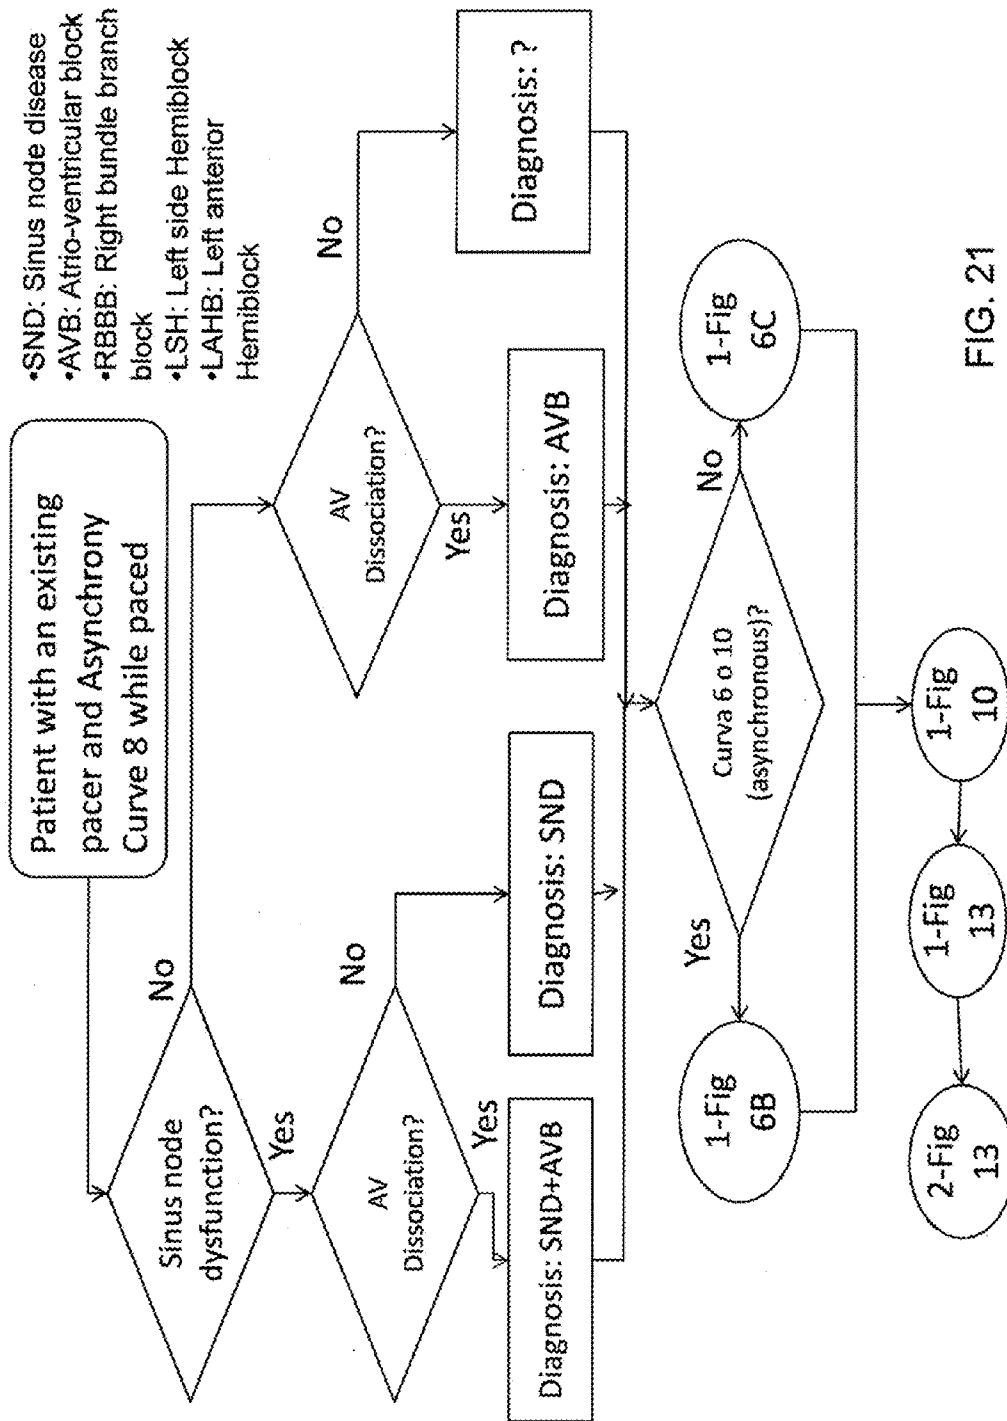 Patient with an existing
pacer and Asynchrony
Curve 8 while paced
•SND: Sinus node disease
•AVB: Atrio-ventricular block
•RBBB: Right bundle branch
block
•LSH: Left side Hemiblock
•LAHB: Left anterior
Hemiblock
Sinus node
dysfunction?
No
Yes
AV
Dissociation?
No
Yes
AV
Dissociation?
No
Yes
Diagnosis: SND+AVB
Diagnosis: SND
Diagnosis: AVB
Diagnosis: ?
Curva 6 o 10
(asynchronous)?
Yes
No
1-Fig
6B
1-Fig
6C
2-Fig
13
1-Fig
13
1-Fig
10
FIG. 21